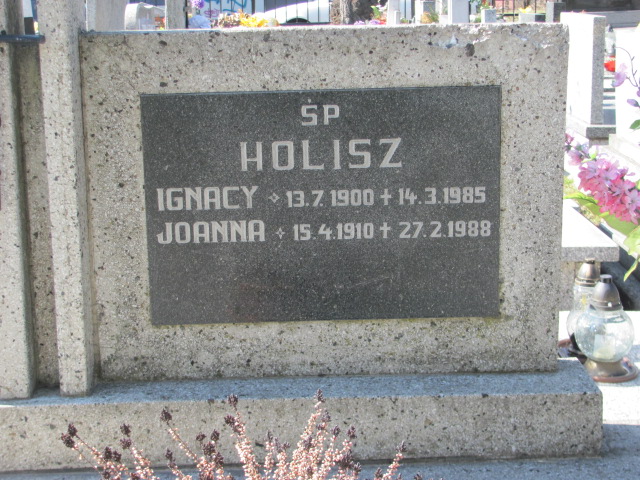 ŚP
HOLISZ
IGNACY ✧ 13.7.1900 + 14.3.1985
JOANNA ✧ 15.4.1910 + 27.2.1988